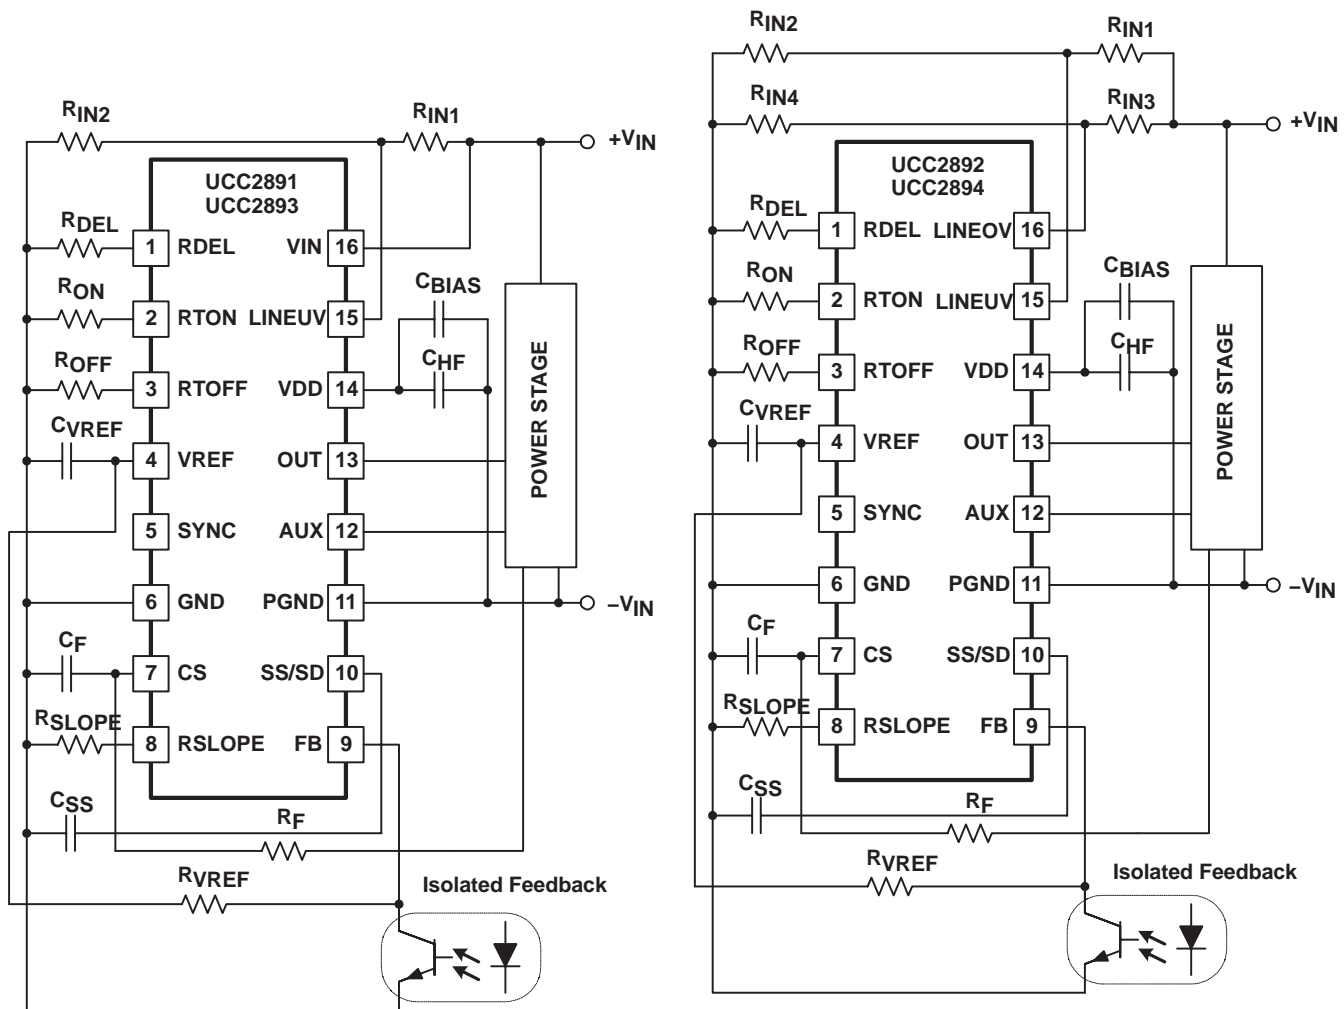 RIN2
RIN1
+VIN
UCC2891
UCC2893
RDEL
1 RDEL VIN 16
RON
2 RTON LINEUV 15
CBIAS
ROFF
3 RTOFF VDD 14
CHF
CVREF
4 VREF OUT 13
5 SYNC AUX 12
POWER STAGE
6 GND PGND 11
–VIN
CF
7 CS SS/SD 10
RSLOPE
8 RSLOPE FB 9
CSS
RF
RVREF
Isolated Feedback
RIN2
RIN1
RIN4
RIN3
+VIN
UCC2892
UCC2894
RDEL
1 RDEL LINEOV 16
RON
2 RTON LINEUV 15
CBIAS
ROFF
3 RTOFF VDD 14
CHF
CVREF
4 VREF OUT 13
5 SYNC AUX 12
POWER STAGE
6 GND PGND 11
–VIN
CF
7 CS SS/SD 10
RSLOPE
8 RSLOPE FB 9
CSS
RF
RVREF
Isolated Feedback